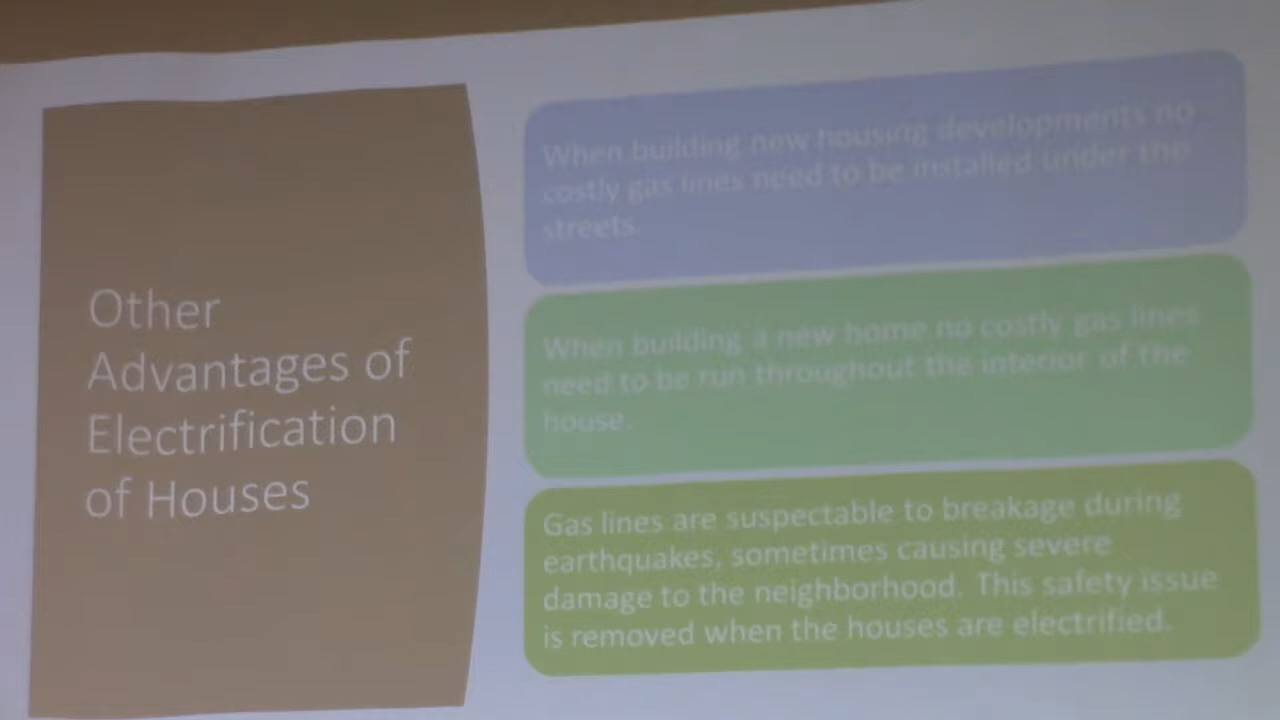 Other
Advantages of
Electrification
of Houses
When building new housing developments no
costly gas lines need to be installed under the
streets.
When building a new home no costly gas lines
need to be run throughout the interior of the
house.
Gas lines are suspectable to breakage during
earthquakes, sometimes causing severe
damage to the neighborhood. This safety issue
is removed when the houses are electrified.